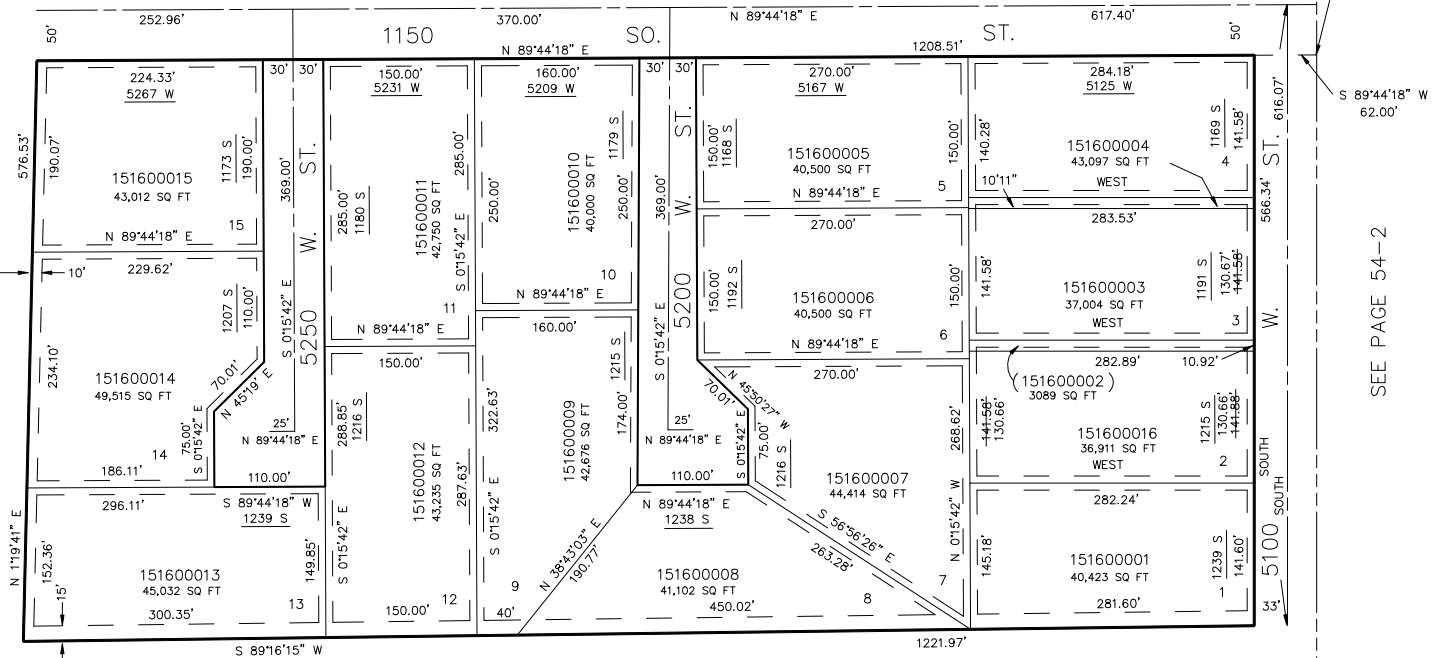 252.96'
370.00'
N 89°44'18" E
617.40'
50'
1150 SO. ST.
N 89°44'18" E
1208.51'
50'
S 89°44'18" W
62.00'
616.07'
224.33'
5267 W
30'
30'
150.00'
5231 W
160.00'
5209 W
30'
30'
270.00'
5167 W
284.18'
5125 W
576.53'
190.07'
1173 S
190.00'
151600015
43,012 SQ FT
N 89°44'18" E
15
369.00'
5250 W. ST.
S 0°15'42" E
285.00'
1180 S
151600011
42,750 SQ FT
285.00'
S 0°15'42" E
N 89°44'18" E
11
250.00'
151600010
40,000 SQ FT
1179 S
250.00'
10
N 89°44'18" E
369.00'
5200 W. ST.
S 0°15'42" E
150.00'
1168 S
151600005
40,500 SQ FT
N 89°44'18" E
150.00'
5
140.28'
151600004
43,097 SQ FT
WEST
1169 S
141.58'
4
10'11"
566.34'
5100 W. ST.
SEE PAGE 54-2
10'
229.62'
1207 S
110.00'
234.10'
151600014
49,515 SQ FT
70.01'
N 45°19' E
75.00'
S 0°15'42" E
14
186.11'
25'
N 89°44'18" E
110.00'
270.00'
150.00'
1192 S
151600006
40,500 SQ FT
N 89°44'18" E
150.00'
6
283.53'
141.58'
151600003
37,004 SQ FT
WEST
1191 S
130.67'
141.58'
3
150.00'
288.85'
1216 S
151600012
43,235 SQ FT
287.63'
S 0°15'42" E
150.00'
12
160.00'
322.63'
S 0°15'42" E
151600009
42,676 SQ FT
1215 S
174.00'
9
40'
N 38°43'03" E
190.77'
25'
N 89°44'18" E
110.00'
N 89°44'18" E
1238 S
70.01'
N 45°50'27" W
S 0°15'42" E
75.00'
1216 S
270.00'
268.62'
N 0°15'42" W
151600007
44,414 SQ FT
7
S 56°56'26" E
263.28'
151600008
41,102 SQ FT
450.02'
8
282.89'
10.92'
(151600002)
3089 SQ FT
141.58'
130.66'
151600016
36,911 SQ FT
WEST
1215 S
130.66'
141.88'
2
SOUTH
SOUTH
282.24'
145.18'
151600001
40,423 SQ FT
1239 S
141.60'
1
281.60'
33'
296.11'
S 89°44'18" W
1239 S
N 1°19'41" E
152.36'
149.85'
151600013
45,032 SQ FT
300.35'
13
15'
S 89°16'15" W
1221.97'